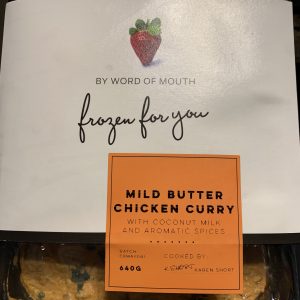 BY WORD OF MOUTH
frozen for you
MILD BUTTER
CHICKEN CURRY
WITH COCONUT MILK
AND AROMATIC SPICES
BATCH
640G
COOKED BY:
KAREN SHORT